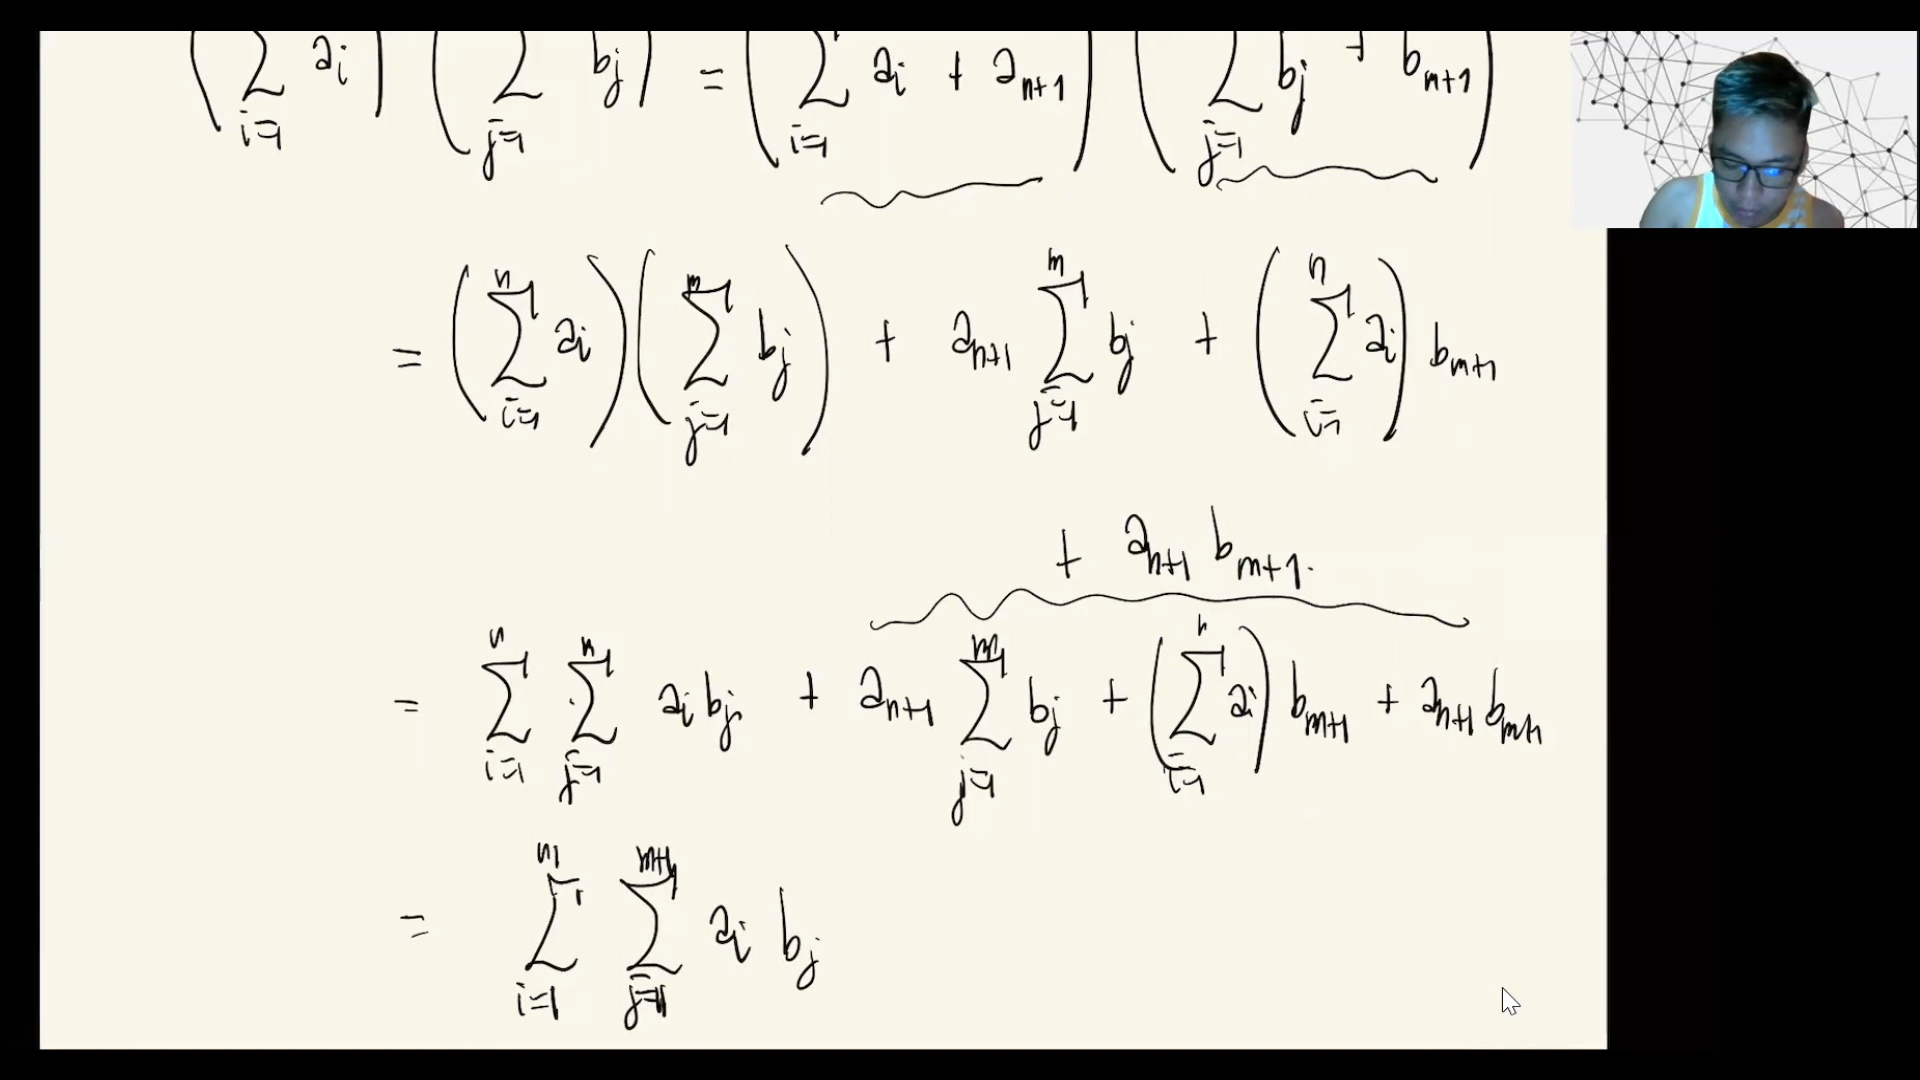 (∑_{i=1} a_i) (∑_{j=1} b_j) = (∑_{i=1} a_i + a_{n+1}) (∑_{j=1} b_j + b_{m+1})
= (∑_{i=1}^{n} a_i) (∑_{j=1}^{m} b_j) + a_{n+1} ∑_{j=1}^{m} b_j + (∑_{i=1}^{n} a_i) b_{m+1}
+ a_{n+1} b_{m+1}.
= ∑_{i=1}^{n} ∑_{j=1}^{n} a_i b_j + a_{n+1} ∑_{j=1}^{m} b_j + (∑_{i=1}^{n} a_i) b_{m+1} + a_{n+1} b_{m+1}
= ∑_{i=1} ∑_{j=1}^{m+1} a_i b_j